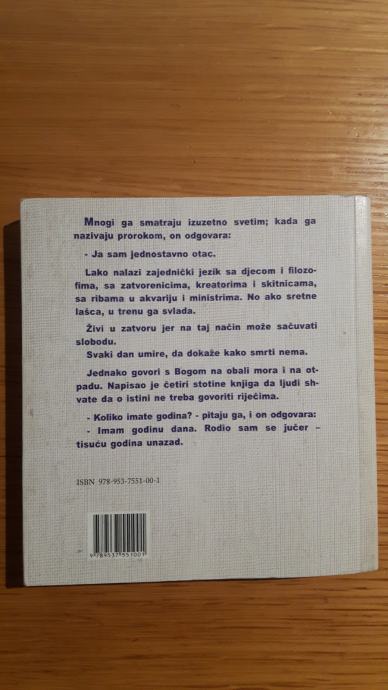 Mnogi ga smatraju izuzetno svetim; kada ga
nazivaju prorokom, on odgovara:
- Ja sam jednostavno otac.
Lako nalazi zajednički jezik sa djecom i filozo-
fima, sa zatvorenicima, kreatorima i skitnicama,
sa ribama u akvariju i ministrima. No ako sretne
lašca, u trenu ga svlada.
Živi u zatvoru jer na taj način može sačuvati
slobodu.
Svaki dan umire, da dokaže kako smrti nema.
Jednako govori s Bogom na obali mora i na ot-
padu. Napisao je četiri stotine knjiga da ljudi sh-
vate da o istini ne treba govoriti riječima.
- Koliko imate godina? - pitaju ga, i on odgovara:
- Imam godinu dana. Rodio sam se jučer –
tisuću godina unazad.
ISBN 978-953-7551-00-1
9 789537 551001